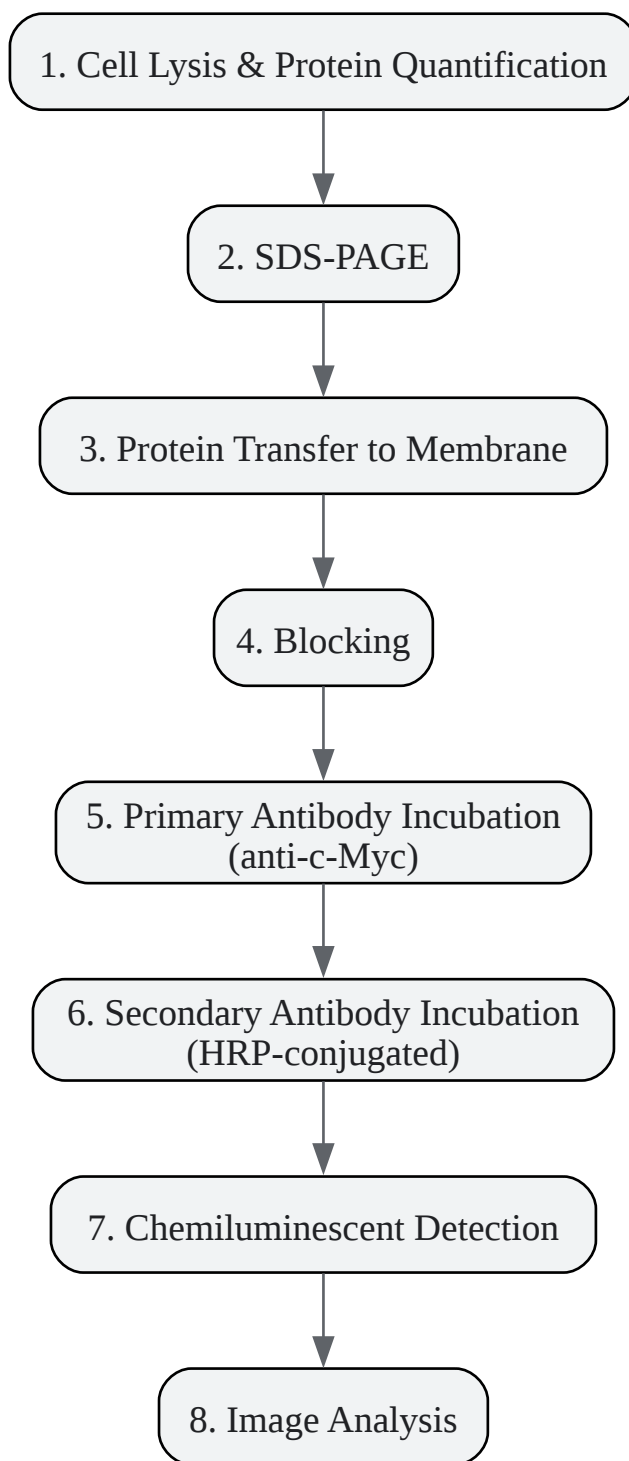 1. Cell Lysis & Protein Quantification
2. SDS-PAGE
3. Protein Transfer to Membrane
4. Blocking
5. Primary Antibody Incubation
(anti-c-Myc)
6. Secondary Antibody Incubation
(HRP-conjugated)
7. Chemiluminescent Detection
8. Image Analysis